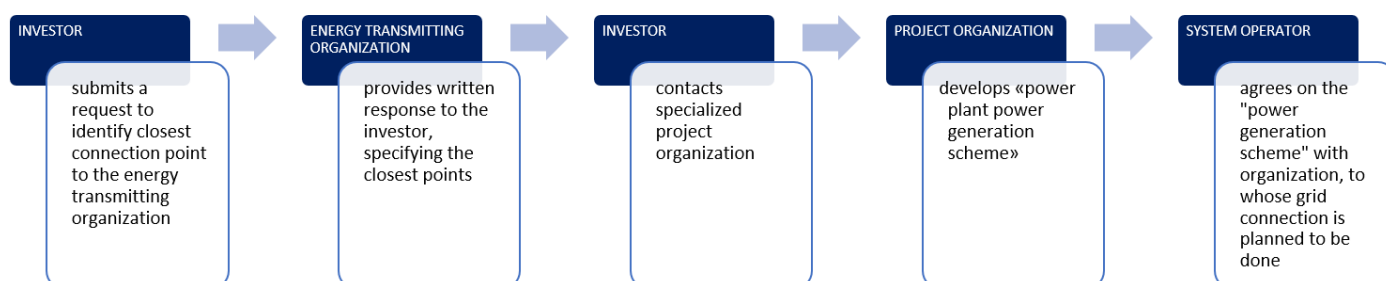 INVESTOR
submits a
request to
identify closest
connection point
to the energy
transmitting
organization
ENERGY TRANSMITTING
ORGANIZATION
provides written
response to the
investor,
specifying the
closest points
INVESTOR
contacts
specialized
project
organization
PROJECT ORGANIZATION
develops «power
plant power
generation
scheme»
SYSTEM OPERATOR
agrees on the
"power
generation
scheme" with
organization, to
whose grid
connection is
planned to be
done